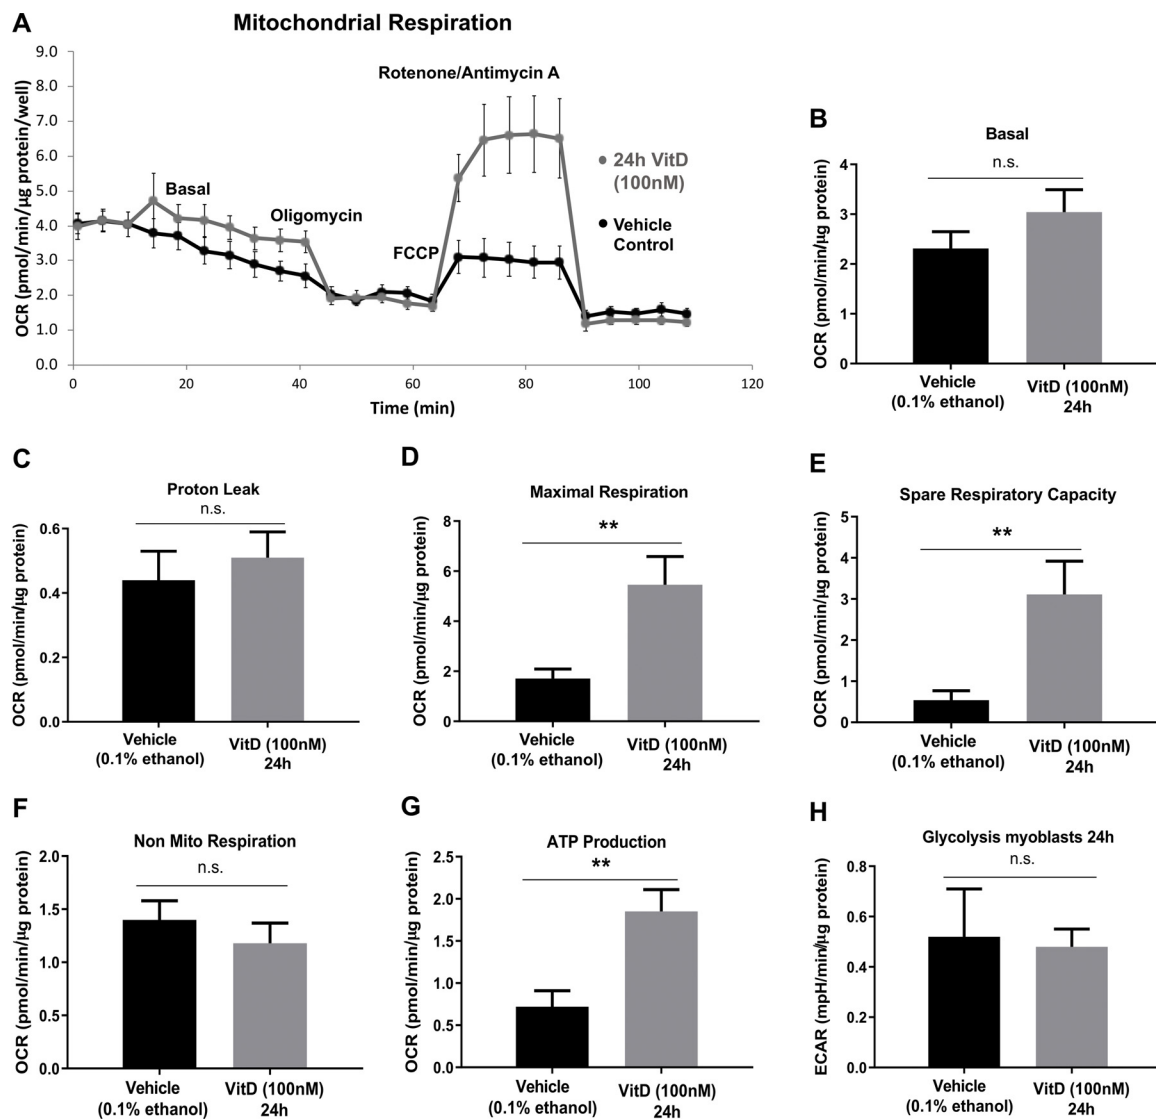 A
Mitochondrial Respiration
OCR (pmol/min/µg protein/well)
9.0
8.0
7.0
6.0
5.0
4.0
3.0
2.0
1.0
0.0
0
20
40
60
80
100
120
Time (min)
Basal
Oligomycin
FCCP
Rotenone/Antimycin A
24h VitD
(100nM)
Vehicle
Control
B
Basal
n.s.
OCR (pmol/min/µg protein)
4
3
2
1
0
Vehicle
(0.1% ethanol)
VitD (100nM)
24h
C
Proton Leak
n.s.
OCR (pmol/min/µg protein)
0.6
0.4
0.2
0.0
Vehicle
(0.1% ethanol)
VitD (100nM)
24h
D
Maximal Respiration
**
OCR (pmol/min/µg protein)
8
6
4
2
0
Vehicle
(0.1% ethanol)
VitD (100nM)
24h
E
Spare Respiratory Capacity
**
OCR (pmol/min/µg protein)
5
4
3
2
1
0
Vehicle
(0.1% ethanol)
VitD (100nM)
24h
F
Non Mito Respiration
n.s.
OCR (pmol/min/µg protein)
2.0
1.5
1.0
0.5
0.0
Vehicle
(0.1% ethanol)
VitD (100nM)
24h
G
ATP Production
**
OCR (pmol/min/µg protein)
2.5
2.0
1.5
1.0
0.5
0.0
Vehicle
(0.1% ethanol)
VitD (100nM)
24h
H
Glycolysis myoblasts 24h
n.s.
ECAR (mpH/min/µg protein)
0.8
0.6
0.4
0.2
0.0
Vehicle
(0.1% ethanol)
VitD (100nM)
24h